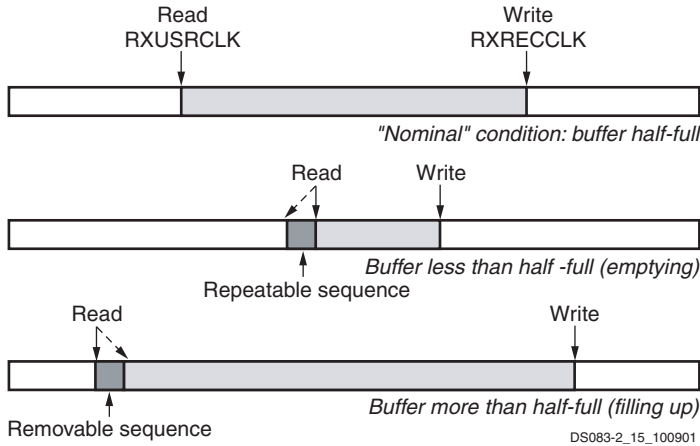 Read Write
RXUSRCLK RXRECCLK
"Nominal" condition: buffer half-full
Read Write
Buffer less than half -full (emptying)
Repeatable sequence
Read Write
Buffer more than half-full (filling up)
Removable sequence
DS083-2_15_100901